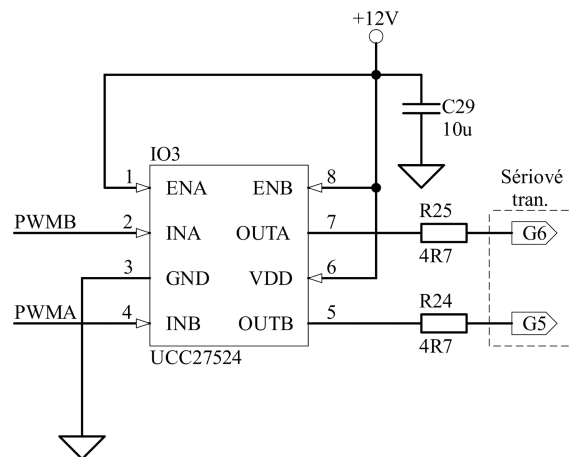 +12V
C29
10u
IO3
1
ENA
ENB
8
Sériové
tran.
PWMB
2
INA
OUTA
7
R25
4R7
G6
3
GND
VDD
6
PWMA
4
INB
OUTB
5
R24
4R7
G5
UCC27524